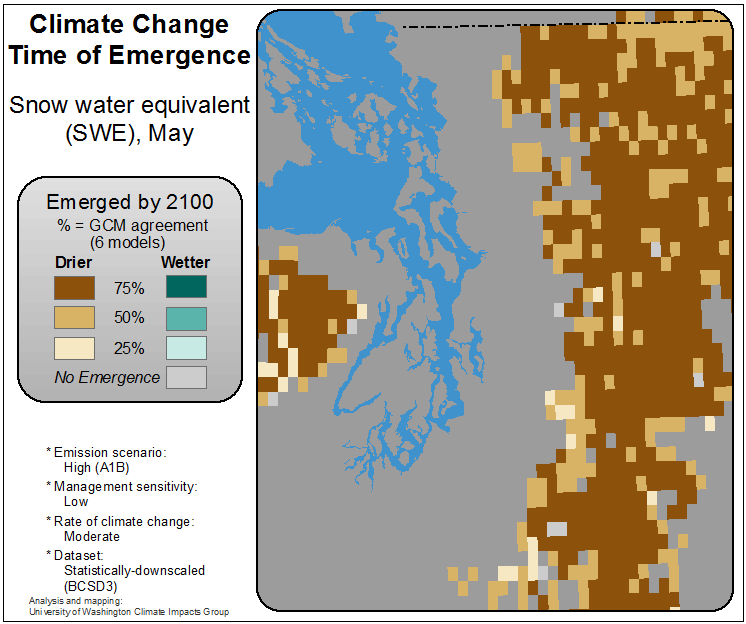 Climate Change
Time of Emergence
Snow water equivalent
(SWE), May
Emerged by 2100
% = GCM agreement
(6 models)
Drier Wetter
75%
50%
25%
No Emergence
* Emission scenario:
High (A1B)
* Management sensitivity:
Low
* Rate of climate change:
Moderate
* Dataset:
Statistically-downscaled
(BCSD3)
Analysis and mapping:
University of Washington Climate Impacts Group